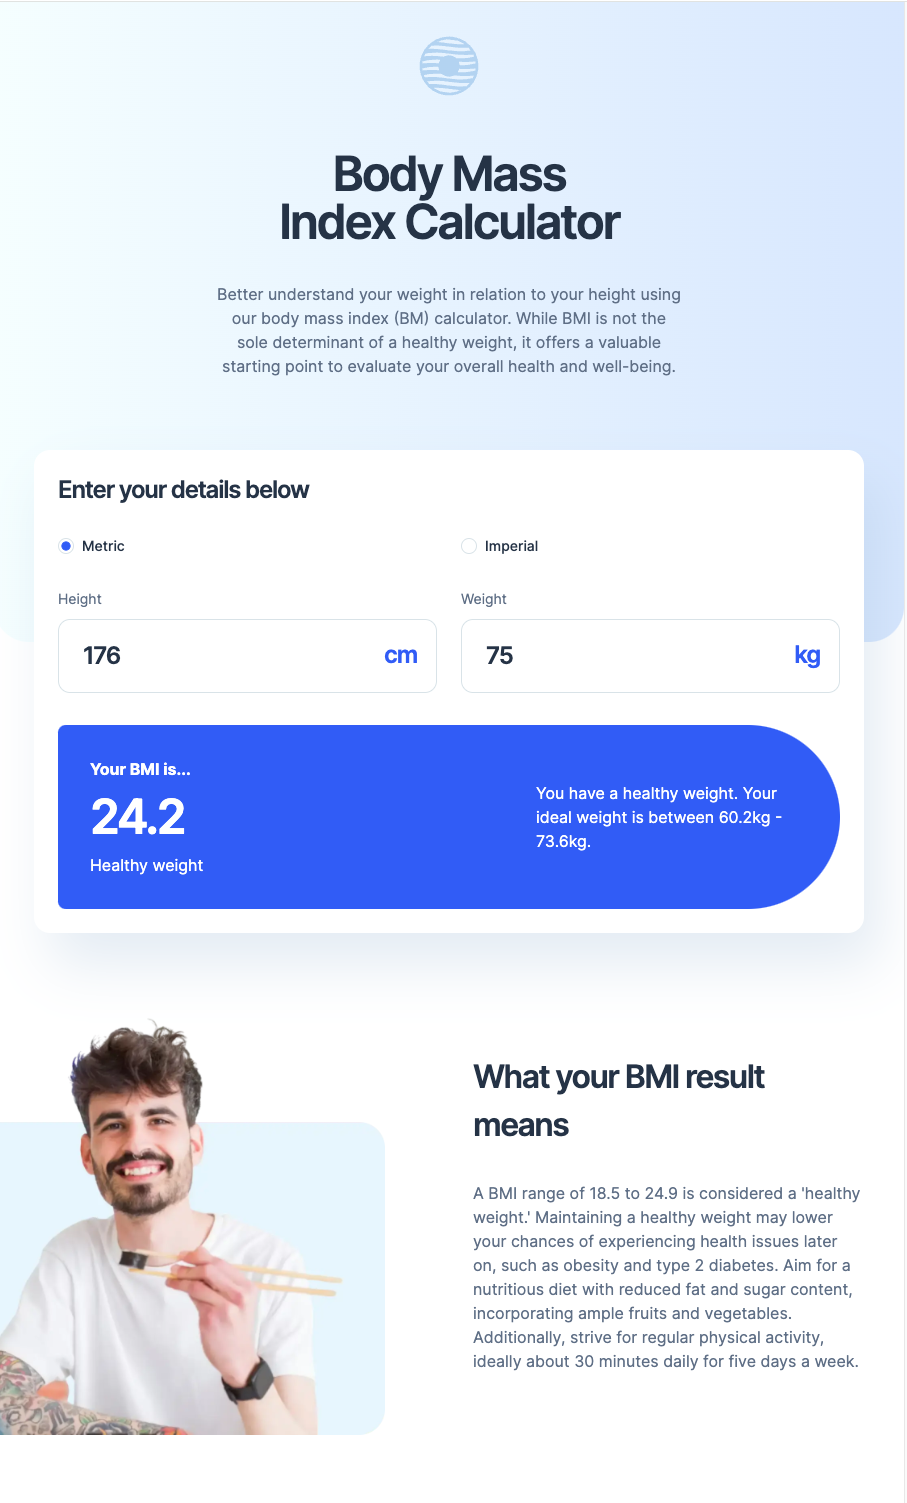 Body Mass
Index Calculator
Better understand your weight in relation to your height using
our body mass index (BM) calculator. While BMI is not the
sole determinant of a healthy weight, it offers a valuable
starting point to evaluate your overall health and well-being.
Enter your details below
Metric
Imperial
Height
Weight
176 cm
75 kg
Your BMI is...
24.2
Healthy weight
You have a healthy weight. Your
ideal weight is between 60.2kg -
73.6kg.
What your BMI result
means
A BMI range of 18.5 to 24.9 is considered a 'healthy
weight.' Maintaining a healthy weight may lower
your chances of experiencing health issues later
on, such as obesity and type 2 diabetes. Aim for a
nutritious diet with reduced fat and sugar content,
incorporating ample fruits and vegetables.
Additionally, strive for regular physical activity,
ideally about 30 minutes daily for five days a week.